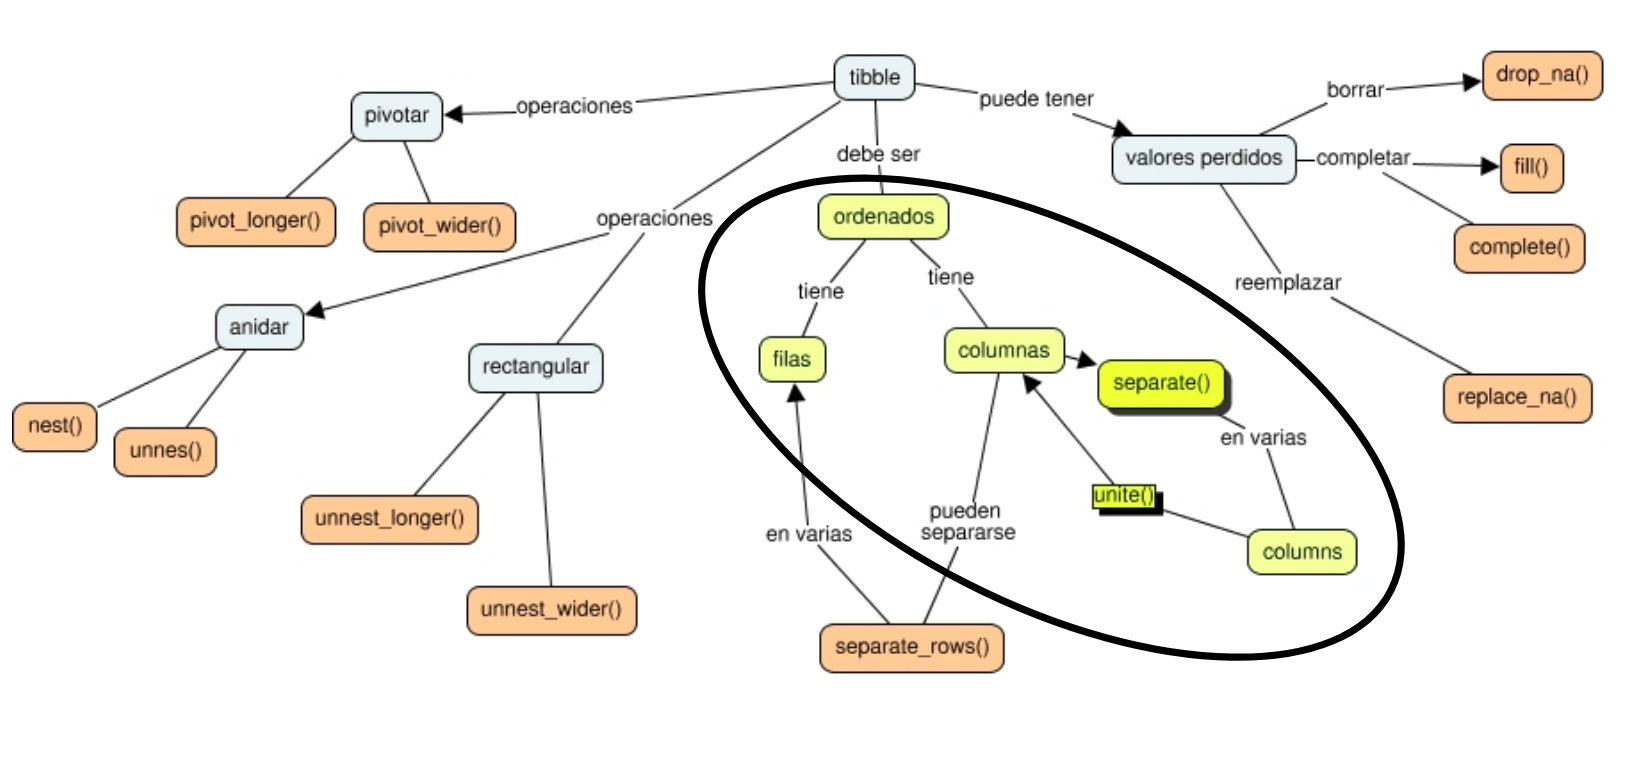 tibble
drop_na()
borrar
puede tener
operaciones
pivotar
debe ser
valores perdidos
completar
fill()
pivot_longer()
pivot_wider()
operaciones
ordenados
complete()
tiene
tiene
reemplazar
anidar
rectangular
filas
columnas
separate()
replace_na()
nest()
unnes()
en varias
unite()
unnest_longer()
pueden
separarse
en varias
columns
unnest_wider()
separate_rows()